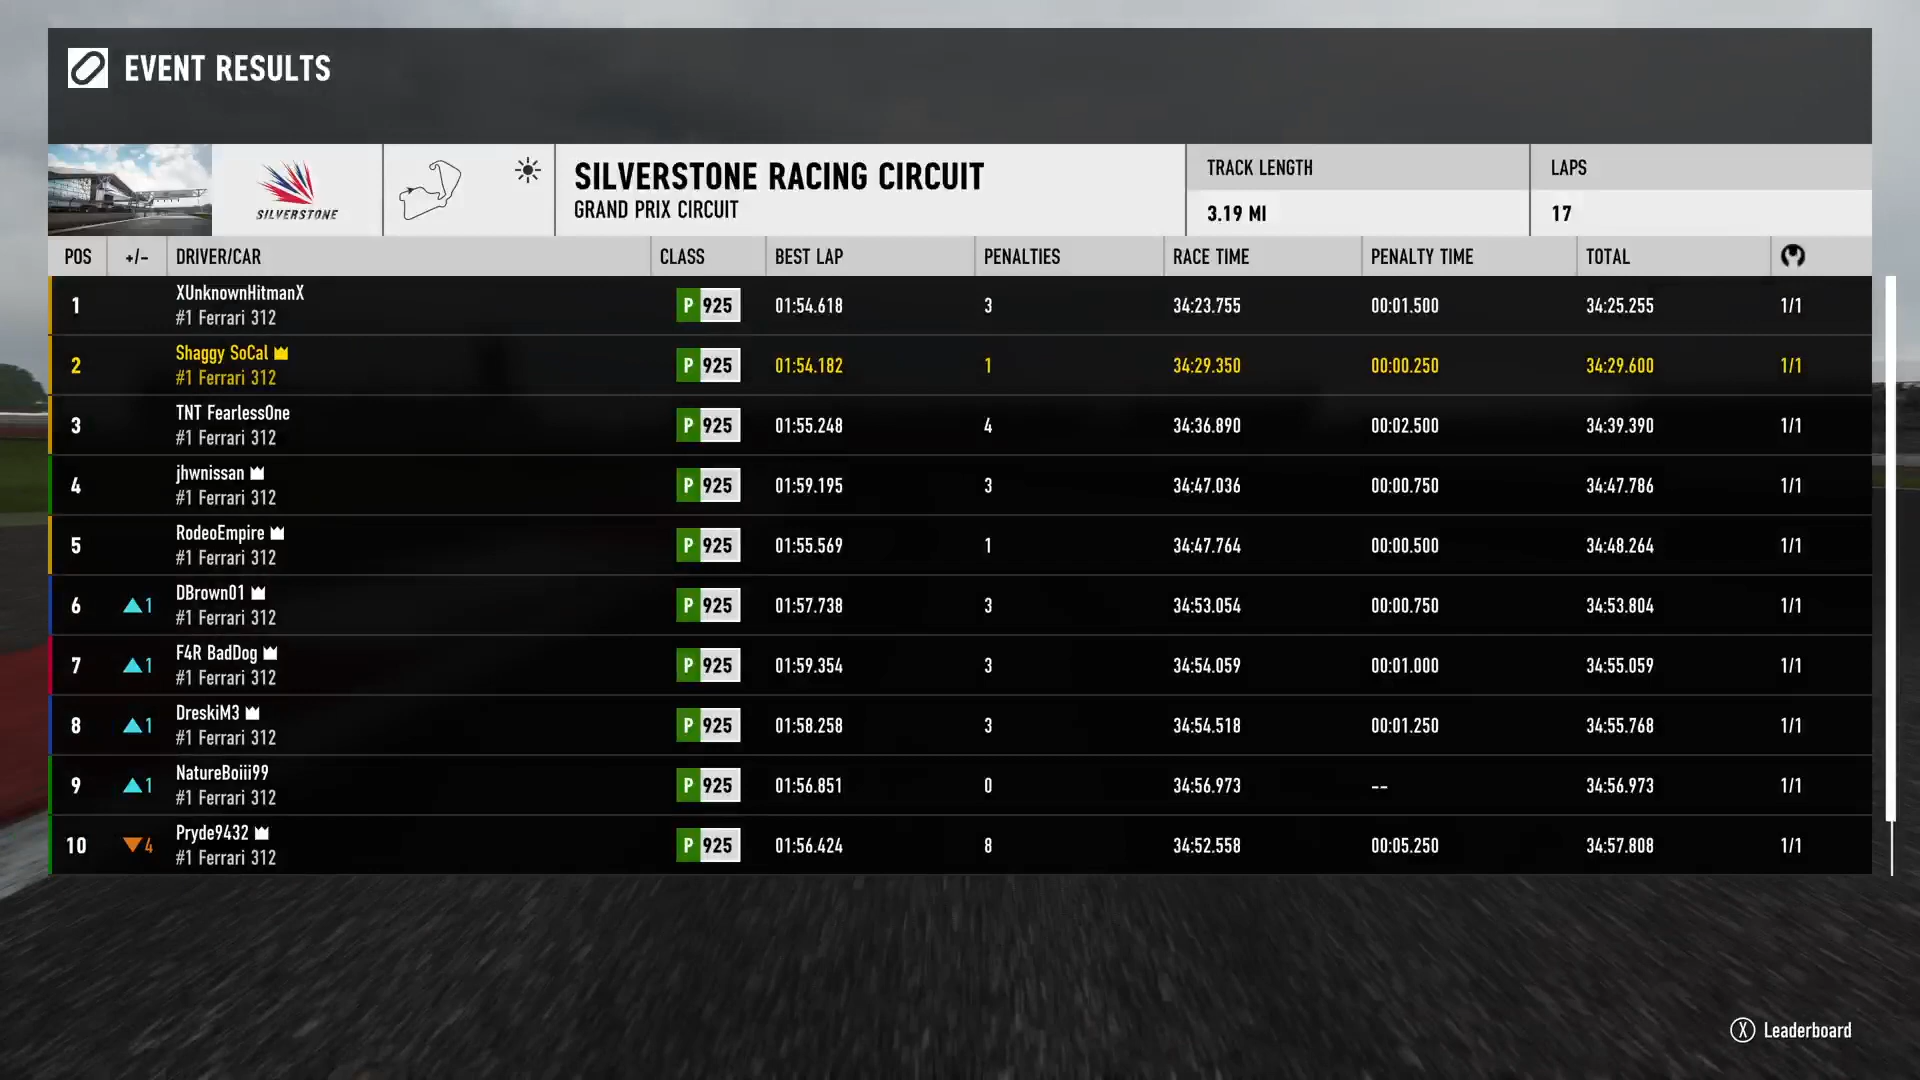 EVENT RESULTS
SILVERSTONE
SILVERSTONE RACING CIRCUIT
GRAND PRIX CIRCUIT
TRACK LENGTH
3.19 MI
LAPS
17
POS +/- DRIVER/CAR CLASS BEST LAP PENALTIES RACE TIME PENALTY TIME TOTAL
1 XUnknownHitmanX #1 Ferrari 312 P 925 01:54.618 3 34:23.755 00:01.500 34:25.255 1/1
2 Shaggy SoCal #1 Ferrari 312 P 925 01:54.182 1 34:29.350 00:00.250 34:29.600 1/1
3 TNT FearlessOne #1 Ferrari 312 P 925 01:55.248 4 34:36.890 00:02.500 34:39.390 1/1
4 jhwnissan #1 Ferrari 312 P 925 01:59.195 3 34:47.036 00:00.750 34:47.786 1/1
5 RodeoEmpire #1 Ferrari 312 P 925 01:55.569 1 34:47.764 00:00.500 34:48.264 1/1
6 ▲1 DBrown01 #1 Ferrari 312 P 925 01:57.738 3 34:53.054 00:00.750 34:53.804 1/1
7 ▲1 F4R BadDog #1 Ferrari 312 P 925 01:59.354 3 34:54.059 00:01.000 34:55.059 1/1
8 ▲1 DreskiM3 #1 Ferrari 312 P 925 01:58.258 3 34:54.518 00:01.250 34:55.768 1/1
9 ▲1 NatureBoiii99 #1 Ferrari 312 P 925 01:56.851 0 34:56.973 -- 34:56.973 1/1
10 ▼4 Pryde9432 #1 Ferrari 312 P 925 01:56.424 8 34:52.558 00:05.250 34:57.808 1/1
X Leaderboard